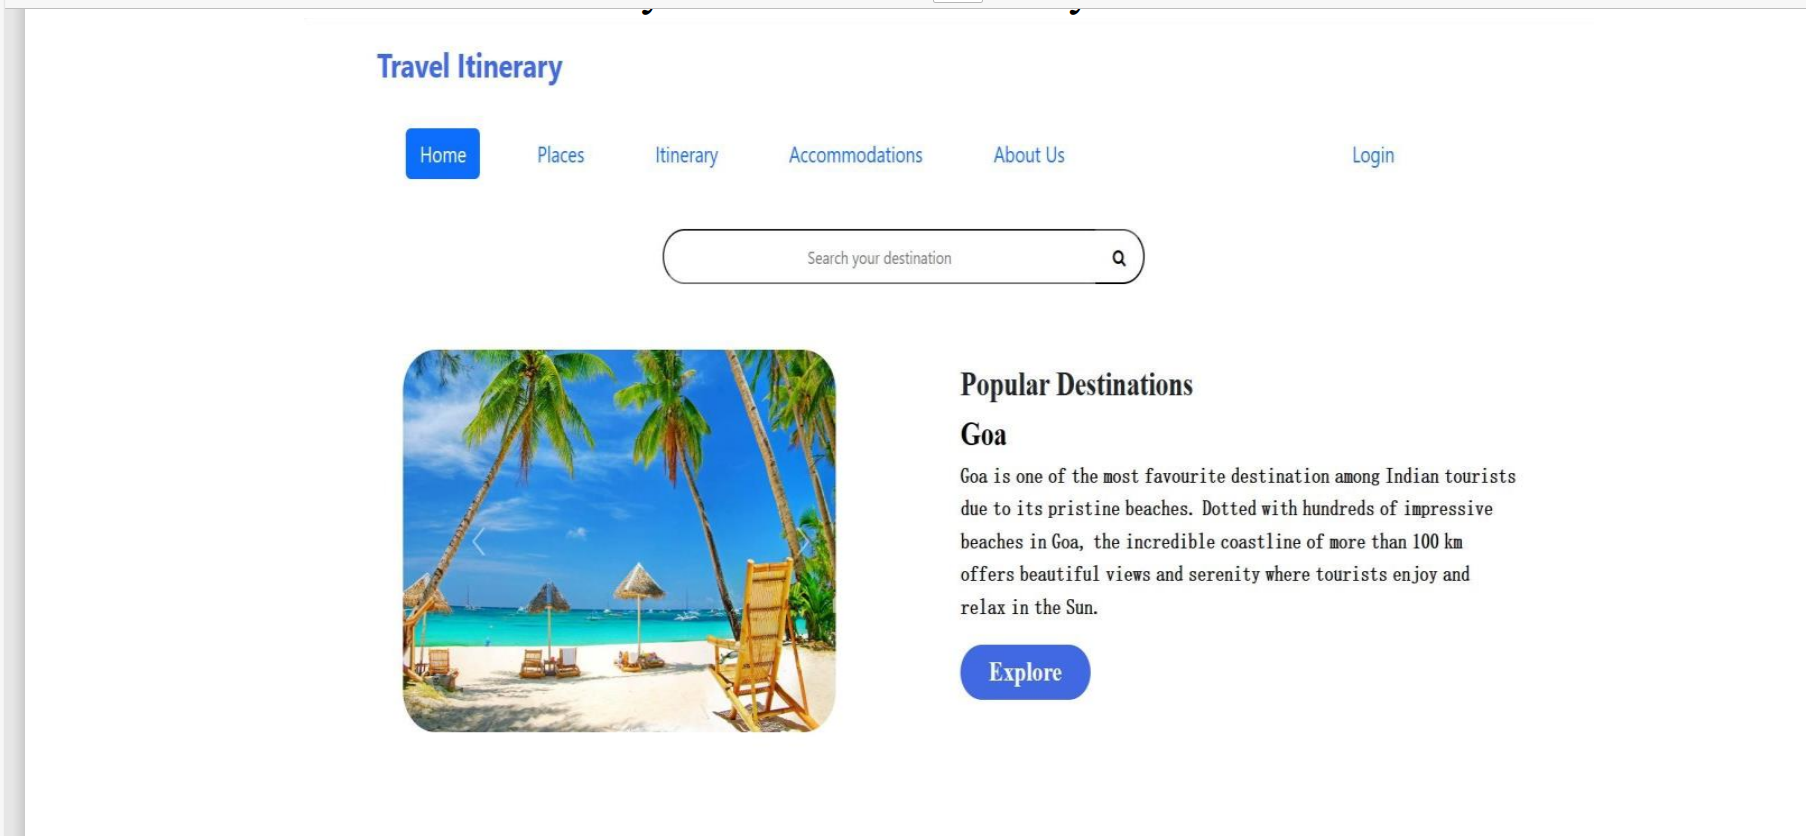 Travel Itinerary
Home Places Itinerary Accommodations About Us Login
Search your destination
Popular Destinations
Goa
Goa is one of the most favourite destination among Indian tourists
due to its pristine beaches. Dotted with hundreds of impressive
beaches in Goa, the incredible coastline of more than 100 km
offers beautiful views and serenity where tourists enjoy and
relax in the Sun.
Explore